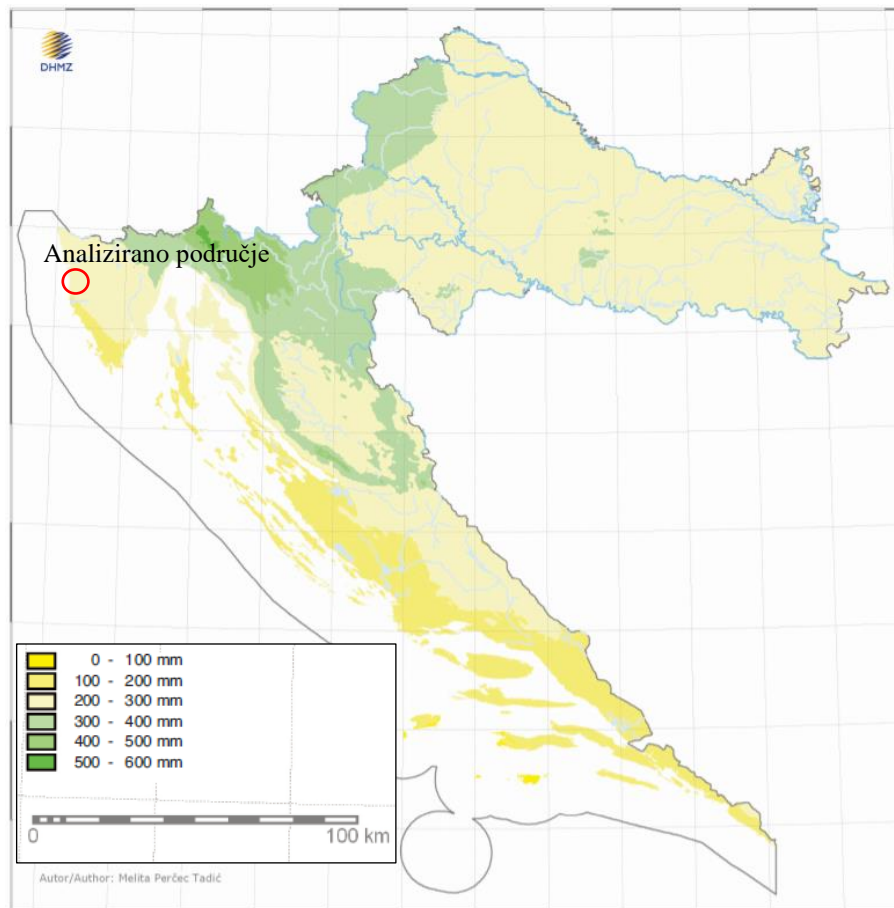 DHMZ
Analizirano područje
0 - 100 mm
100 - 200 mm
200 - 300 mm
300 - 400 mm
400 - 500 mm
500 - 600 mm
0 100 km
Autor/Author: Melita Perčec Tadić